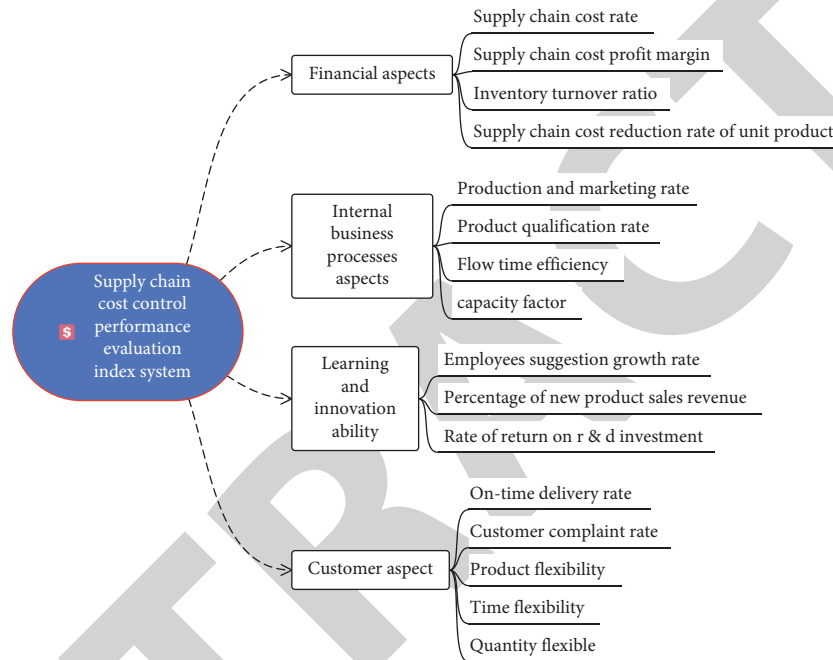 Supply chain
cost control
performance
evaluation
index system
$
Financial aspects
Supply chain cost rate
Supply chain cost profit margin
Inventory turnover ratio
Supply chain cost reduction rate of unit product
Internal
business
processes
aspects
Production and marketing rate
Product qualification rate
Flow time efficiency
capacity factor
Learning
and
innovation
ability
Employees suggestion growth rate
Percentage of new product sales revenue
Rate of return on r & d investment
Customer aspect
On-time delivery rate
Customer complaint rate
Product flexibility
Time flexibility
Quantity flexible
TRACT